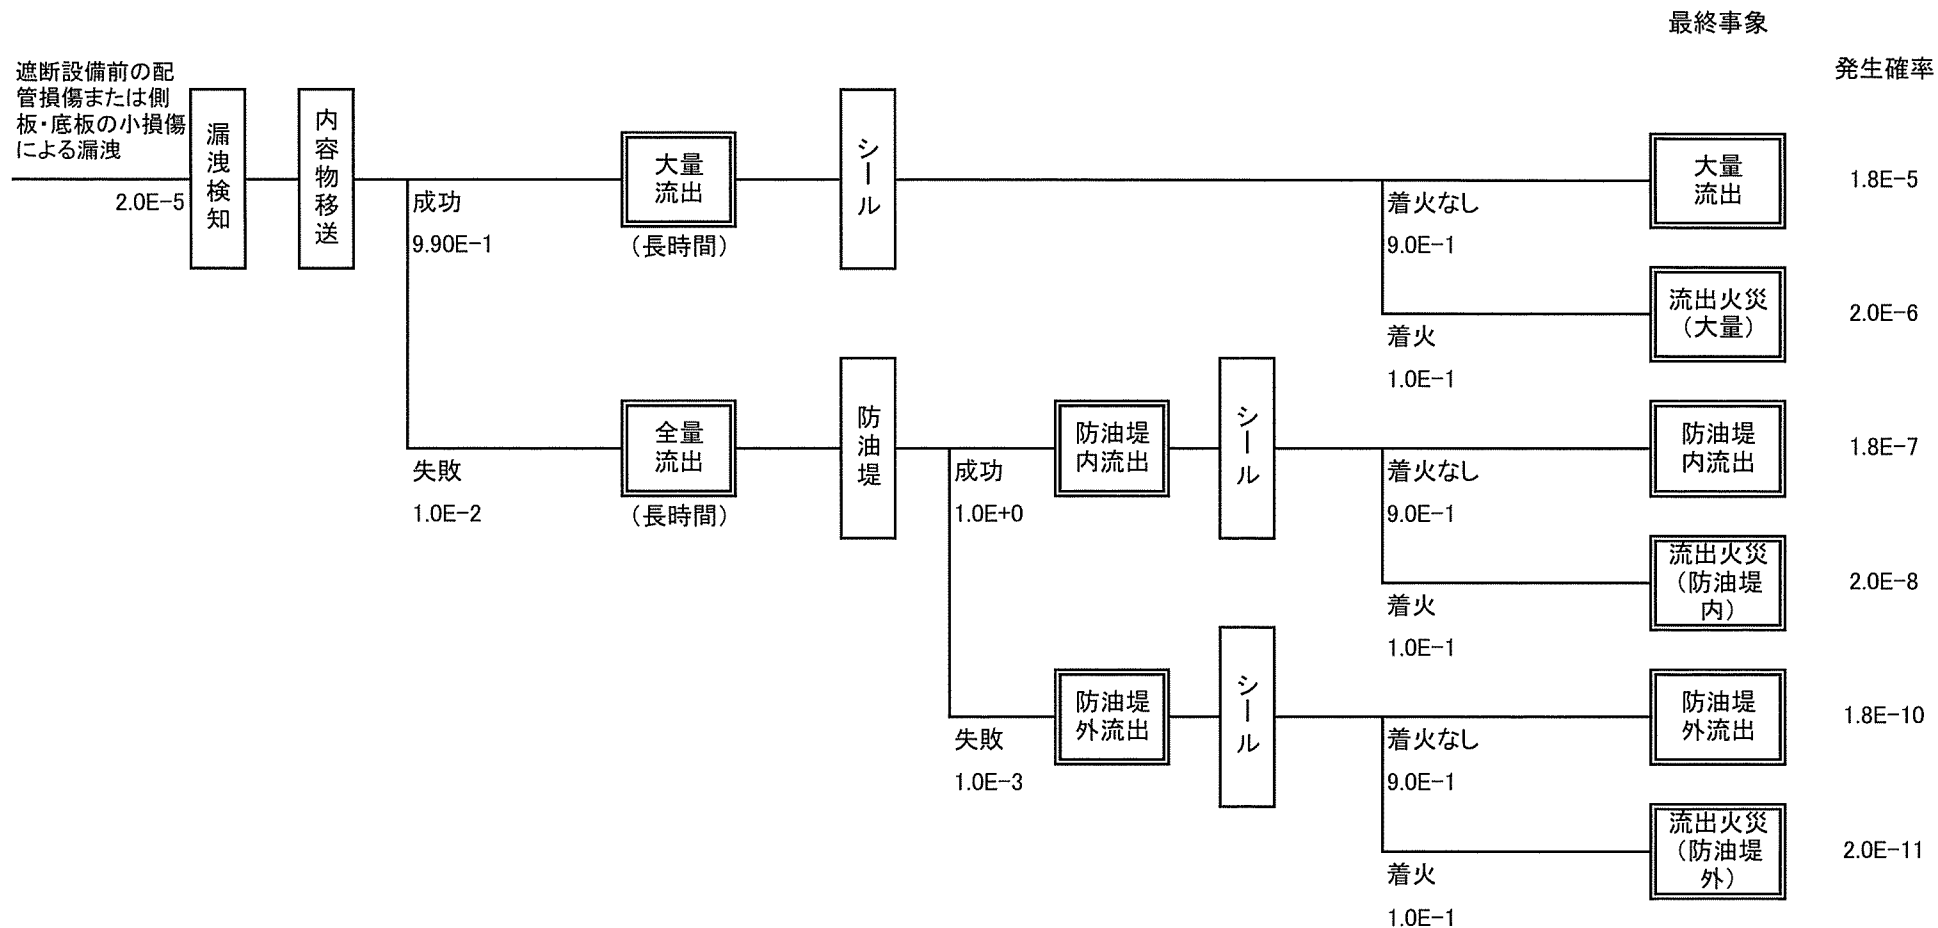 最終事象
発生確率
遮断設備前の配
管損傷または側
板・底板の小損傷
による漏洩
2.0E-5
漏洩検知
内容物移送
成功
9.90E-1
大量
流出
(長時間)
シール
着火なし
9.0E-1
大量
流出
1.8E-5
着火
1.0E-1
流出火災
(大量)
2.0E-6
失敗
1.0E-2
全量
流出
(長時間)
防油堤
成功
1.0E+0
防油堤
内流出
シール
着火なし
9.0E-1
防油堤
内流出
1.8E-7
着火
1.0E-1
流出火災
(防油堤
内)
2.0E-8
失敗
1.0E-3
防油堤
外流出
シール
着火なし
9.0E-1
防油堤
外流出
1.8E-10
着火
1.0E-1
流出火災
(防油堤
外)
2.0E-11